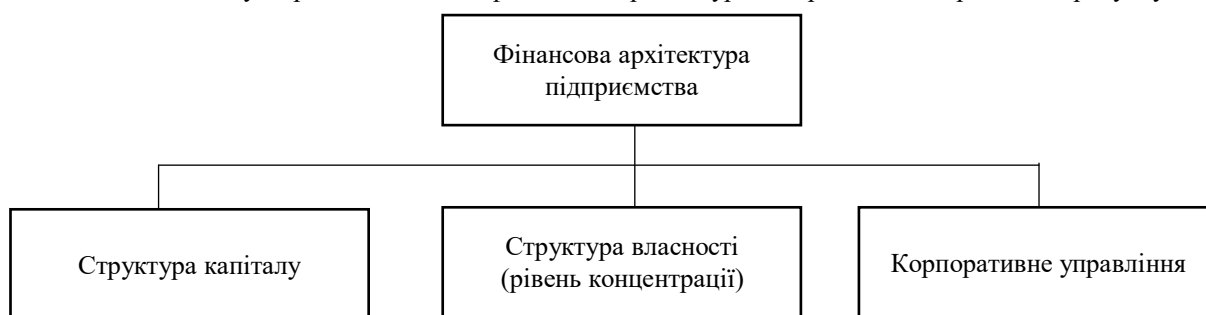 Фінансова архітектура
підприємства
Структура капіталу
Структура власності
(рівень концентрації)
Корпоративне управління